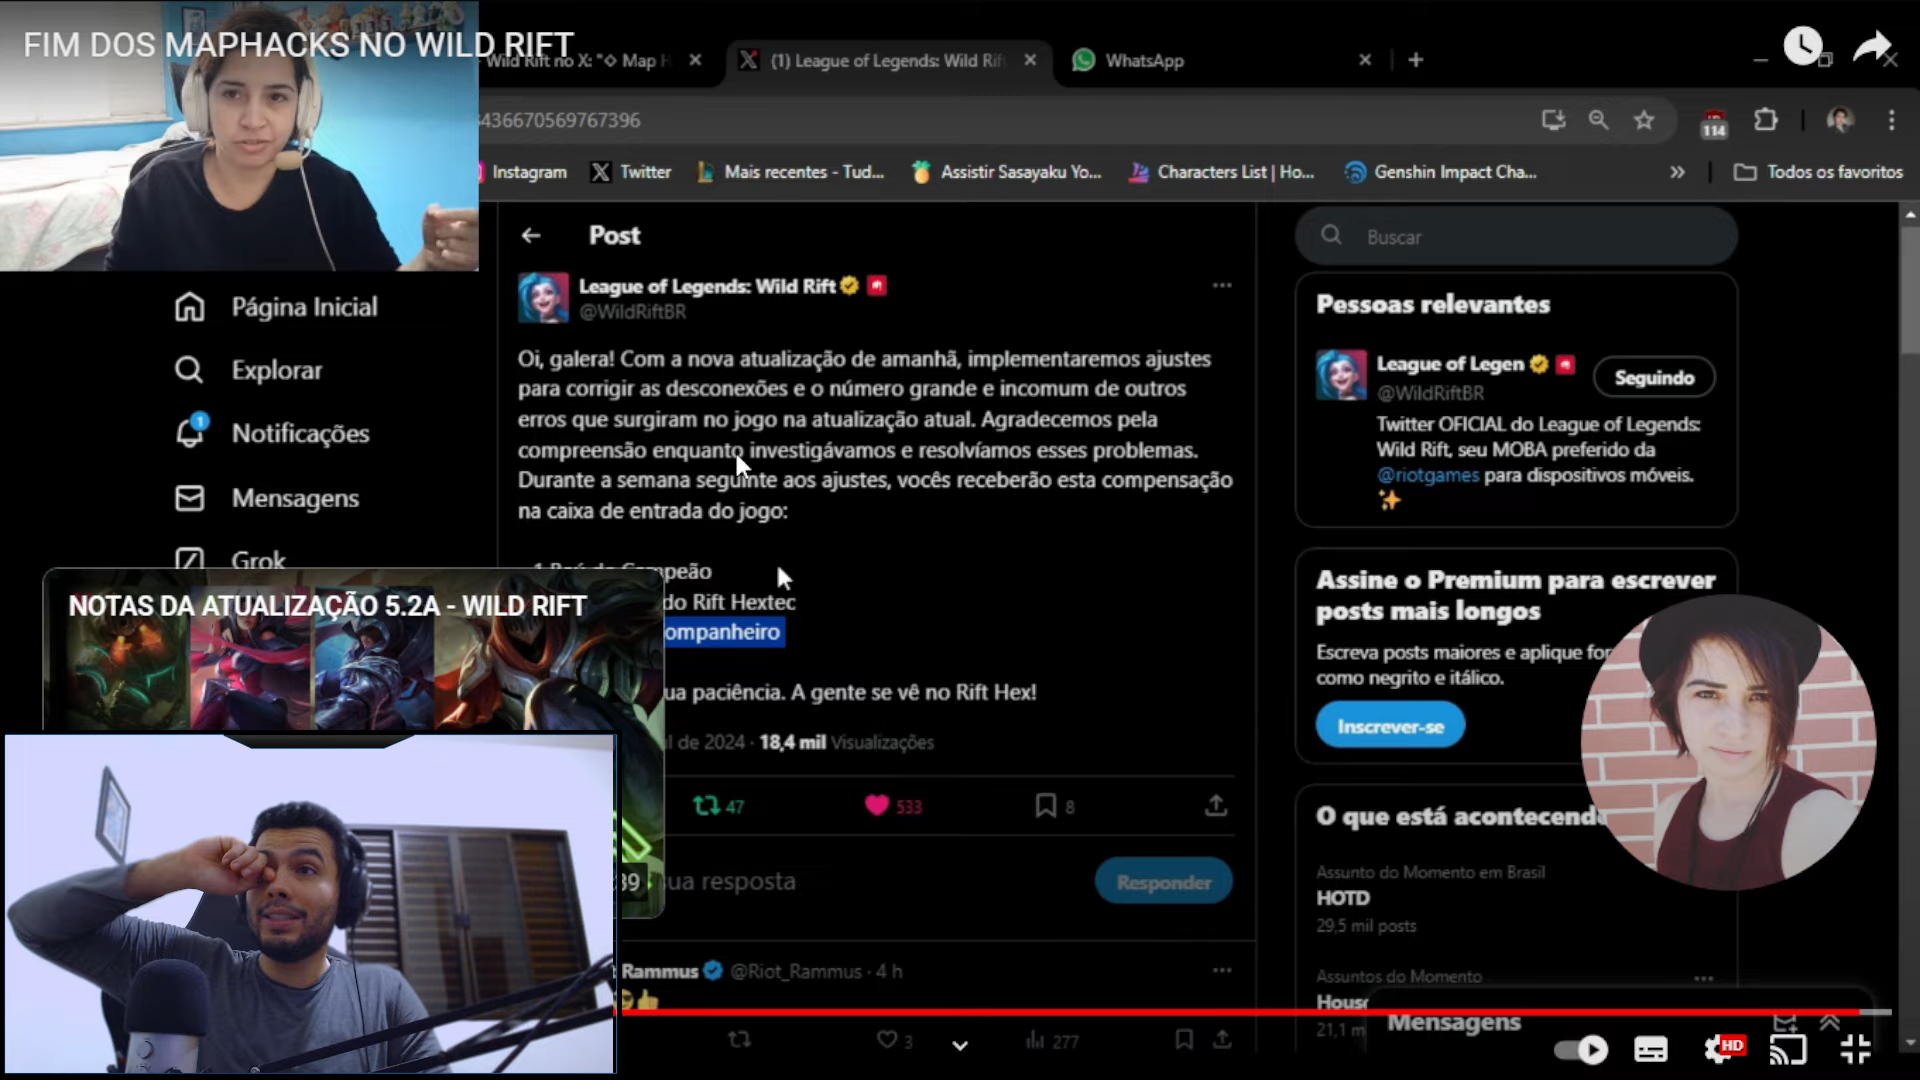 FIM DOS MAPHACKS NO WILD RIFT
Wild Rift no X: "◇ Map H
(1) League of Legends: Wild Rif
WhatsApp
436670569767396
114
Instagram
Twitter
Mais recentes - Tud...
Assistir Sasayaku Yo...
Characters List | Ho...
Genshin Impact Cha...
Todos os favoritos
Página Inicial
Explorar
1
Notificações
Mensagens
Grok
Post
League of Legends: Wild Rift
@WildRiftBR
Oi, galera! Com a nova atualização de amanhã, implementaremos ajustes
para corrigir as desconexões e o número grande e incomum de outros
erros que surgiram no jogo na atualização atual. Agradecemos pela
compreensão enquanto investigávamos e resolvíamos esses problemas.
Durante a semana seguinte aos ajustes, vocês receberão esta compensação
na caixa de entrada do jogo:
peão
do Rift Hextec
ompanheiro
ua paciência. A gente se vê no Rift Hex!
l de 2024 · 18,4 mil Visualizações
47
533
8
sua resposta
Responder
Rammus @Riot_Rammus · 4 h
3
277
NOTAS DA ATUALIZAÇÃO 5.2A - WILD RIFT
39
Buscar
Pessoas relevantes
League of Legen
@WildRiftBR
Seguindo
Twitter OFICIAL do League of Legends:
Wild Rift, seu MOBA preferido da
@riotgames para dispositivos móveis.
Assine o Premium para escrever
posts mais longos
Escreva posts maiores e aplique for
como negrito e itálico.
Inscrever-se
O que está acontecend
Assunto do Momento em Brasil
HOTD
29,5 mil posts
Assuntos do Momento
House
21,1 m
Mensagens
HD